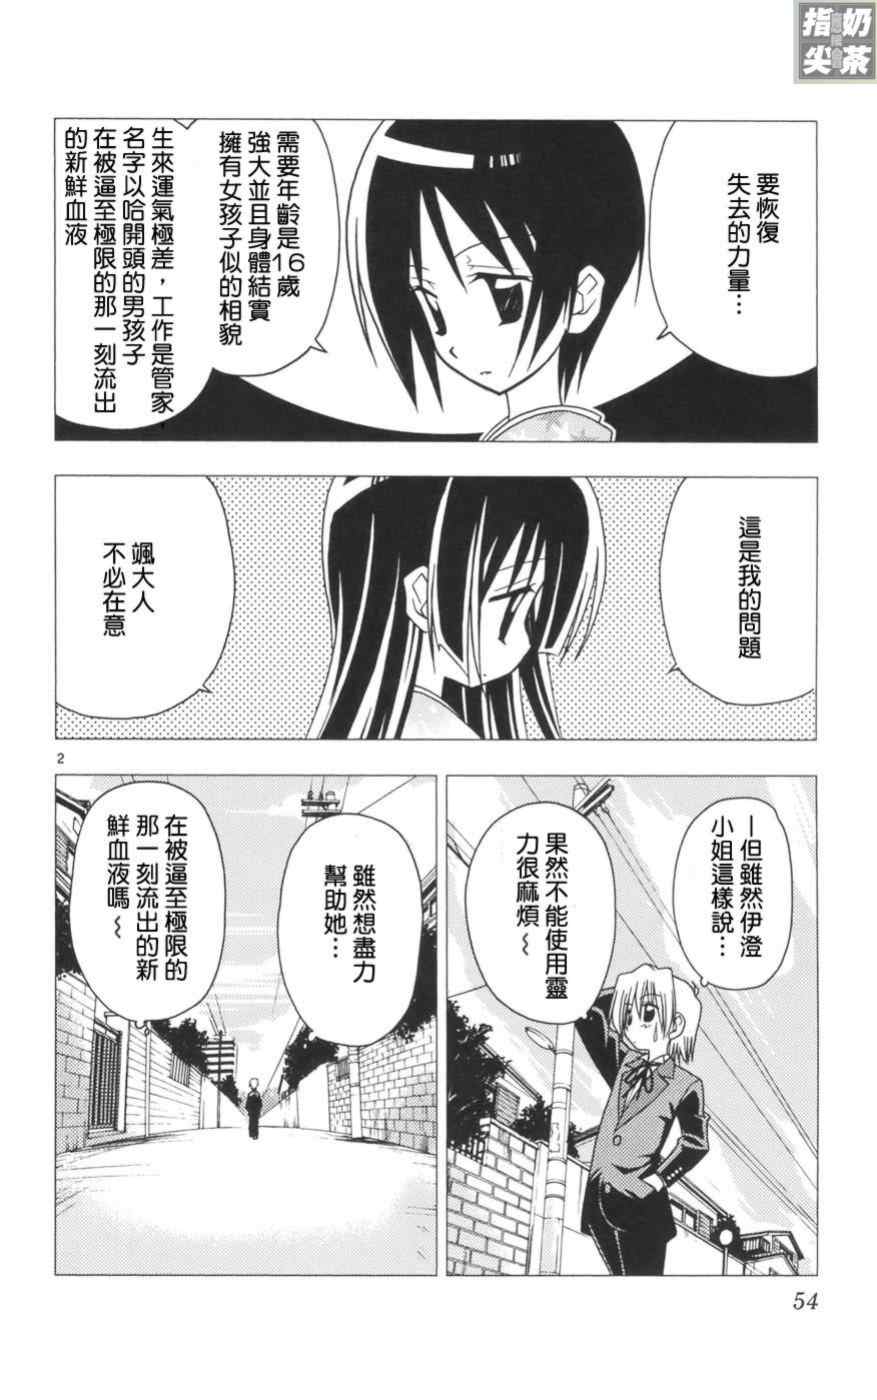 指奶
尖茶
要恢復
失去的力量…
需要年齡是16歲
強大並且身體結實
擁有女孩子似的相貌
生來運氣極差，工作是管家，
名字以哈開頭的男孩子
在被逼至極限的那一刻流出
的新鮮血液
這是我的問題
颯大人
不必在意
2
ー但雖然伊澄
小姐這樣說…
果然不能使用靈
力很麻煩～
雖然想盡力
幫助她…
在被逼至極限的
那一刻流出的新
鮮血液嗎～
54